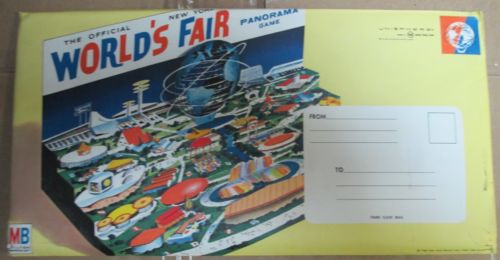 THE OFFICIAL NEW YORK
WORLD'S FAIR
PANORAMA
GAME
FROM
TO
MB